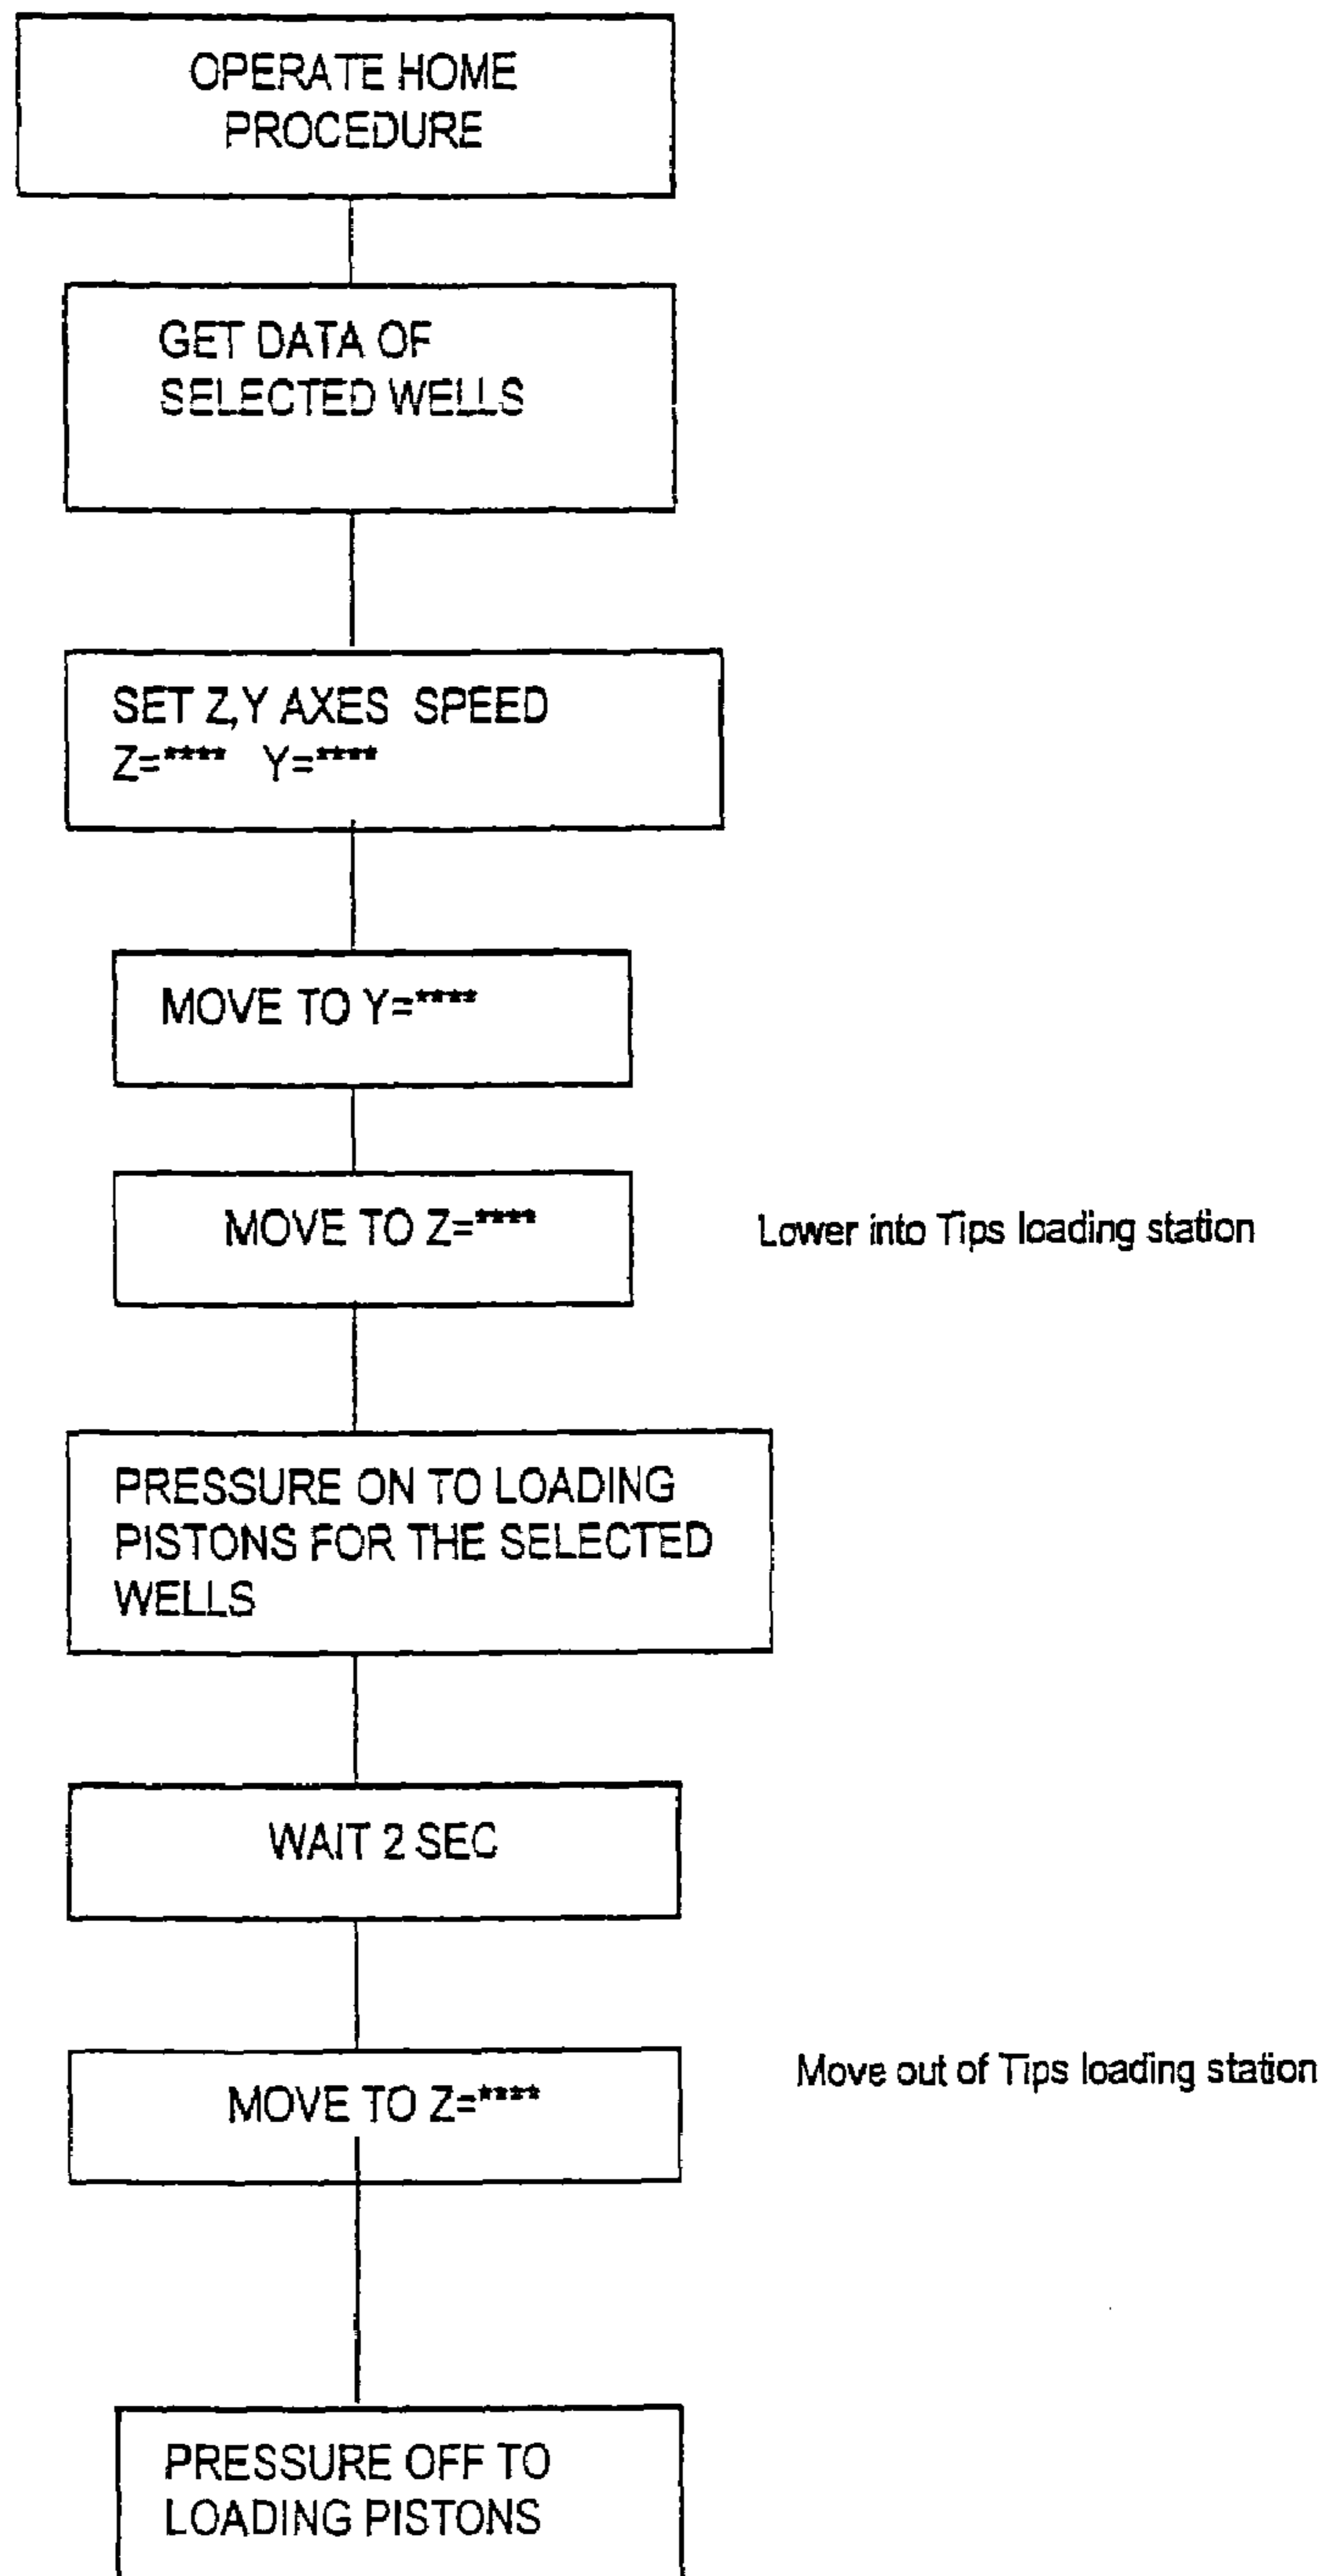 OPERATE HOME
PROCEDURE
GET DATA OF
SELECTED WELLS
SET Z,Y AXES SPEED
Z=**** Y=****
MOVE TO Y=****
MOVE TO Z=****
Lower into Tips loading station
PRESSURE ON TO LOADING
PISTONS FOR THE SELECTED
WELLS
WAIT 2 SEC
MOVE TO Z=****
Move out of Tips loading station
PRESSURE OFF TO
LOADING PISTONS